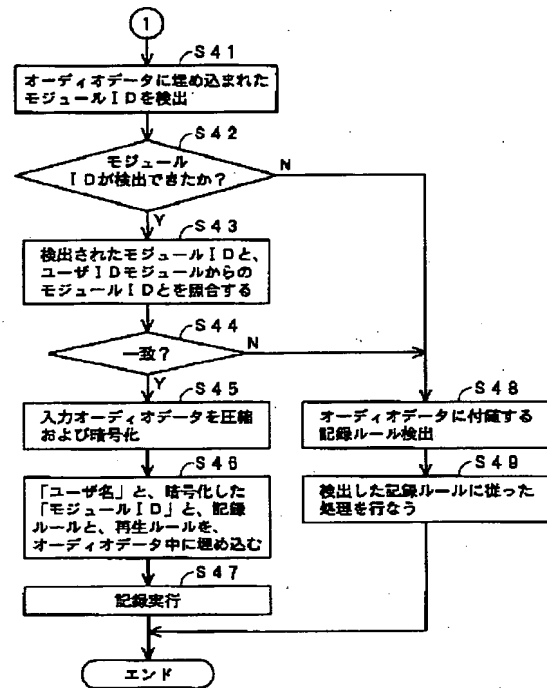 1
S41
オーディオデータに埋め込まれた
モジュールIDを検出
S42
モジュール
IDが検出できたか？
N
Y
S43
検出されたモジュールIDと、
ユーザIDモジュールからの
モジュールIDとを照合する
S44
一致？
N
Y
S45
入力オーディオデータを圧縮
および暗号化
S46
「ユーザ名」と、暗号化した
「モジュールID」と、記録
ルールと、再生ルールを、
オーディオデータ中に埋め込む
S47
記録実行
S48
オーディオデータに付随する
記録ルール検出
S49
検出した記録ルールに従った
処理を行なう
エンド